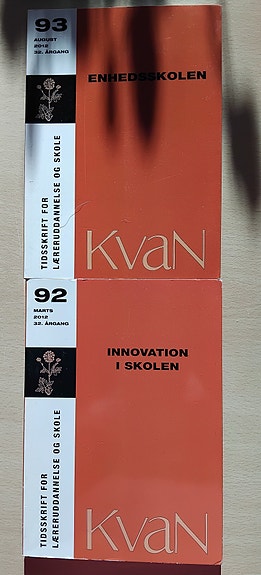 93
AUGUST
2012
32. ÅRGANG
ENHEDSSKOLEN
TIDSSKRIFT FOR
LÆRERUDDANNELSE OG SKOLE
KvaN
92
MARTS
2012
32. ÅRGANG
INNOVATION
I SKOLEN
TIDSSKRIFT FOR
LÆRERUDDANNELSE OG SKOLE
KvaN